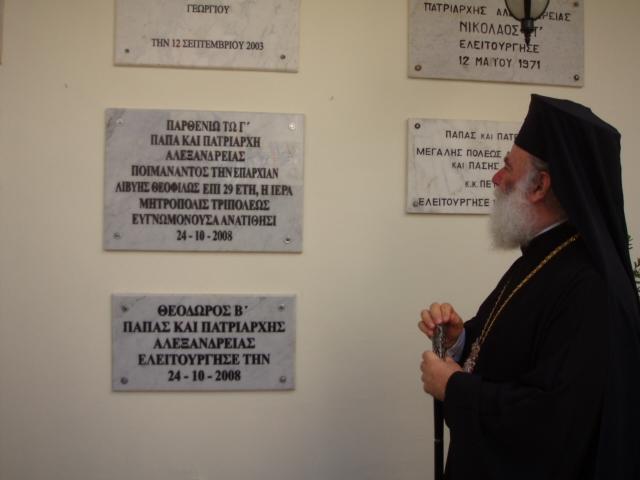 ΓΕΩΡΓΙΟΥ
ΤΗΝ 12 ΣΕΠΤΕΜΒΡΙΟΥ 2003
ΠΑΤΡΙΑΡΧΗΣ ΑΛΕΞΑΝΔΡΕΙΑΣ
ΝΙΚΟΛΑΟΣ ΣΤ΄
ΕΛΕΙΤΟΥΡΓΗΣΕ
12 ΜΑΪΟΥ 1971
ΠΑΡΘΕΝΙΩ ΤΩ Γ΄
ΠΑΠΑ ΚΑΙ ΠΑΤΡΙΑΡΧΗ
ΑΛΕΞΑΝΔΡΕΙΑΣ
ΠΟΙΜΑΝΑΝΤΟΣ ΤΗΝ ΕΠΑΡΧΙΑΝ
ΛΙΒΥΗΣ ΘΕΟΦΙΛΩΣ ΕΠΙ 29 ΕΤΗ, Η ΙΕΡΑ
ΜΗΤΡΟΠΟΛΙΣ ΤΡΙΠΟΛΕΩΣ
ΕΥΓΝΩΜΟΝΟΥΣΑ ΑΝΑΤΙΘΗΣΙ
24 - 10 - 2008
ΠΑΠΑΣ ΚΑΙ
ΜΕΓΑΛΗΣ ΠΟΛΕΩΣ
ΚΑΙ ΠΑΣΗΣ
Κ.Κ.
ΕΛΕΙΤΟΥΡΓΗΣΕ
ΘΕΟΔΩΡΟΣ Β΄
ΠΑΠΑΣ ΚΑΙ ΠΑΤΡΙΑΡΧΗΣ
ΑΛΕΞΑΝΔΡΕΙΑΣ
ΕΛΕΙΤΟΥΡΓΗΣΕ ΤΗΝ
24 - 10 - 2008